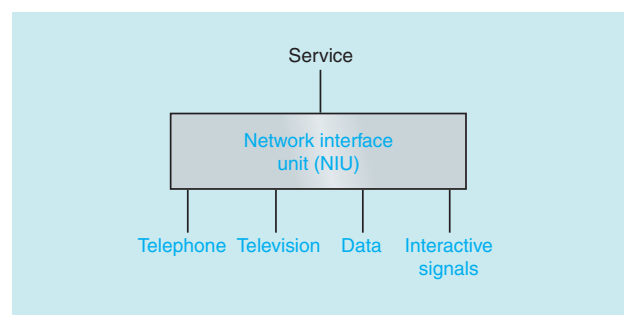 Service
Network interface
unit (NIU)
Telephone Television Data Interactive
signals